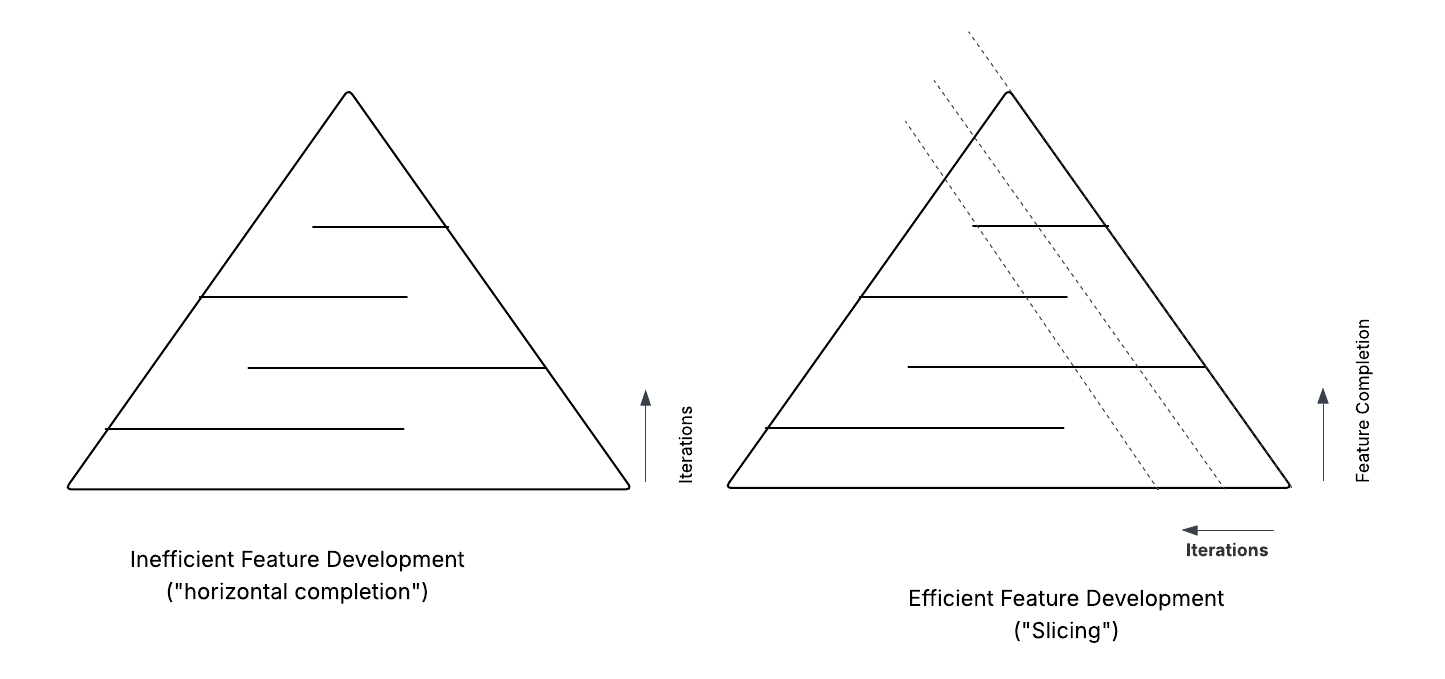 Iterations
Inefficient Feature Development
("horizontal completion")
Feature Completion
Iterations
Efficient Feature Development
("Slicing")